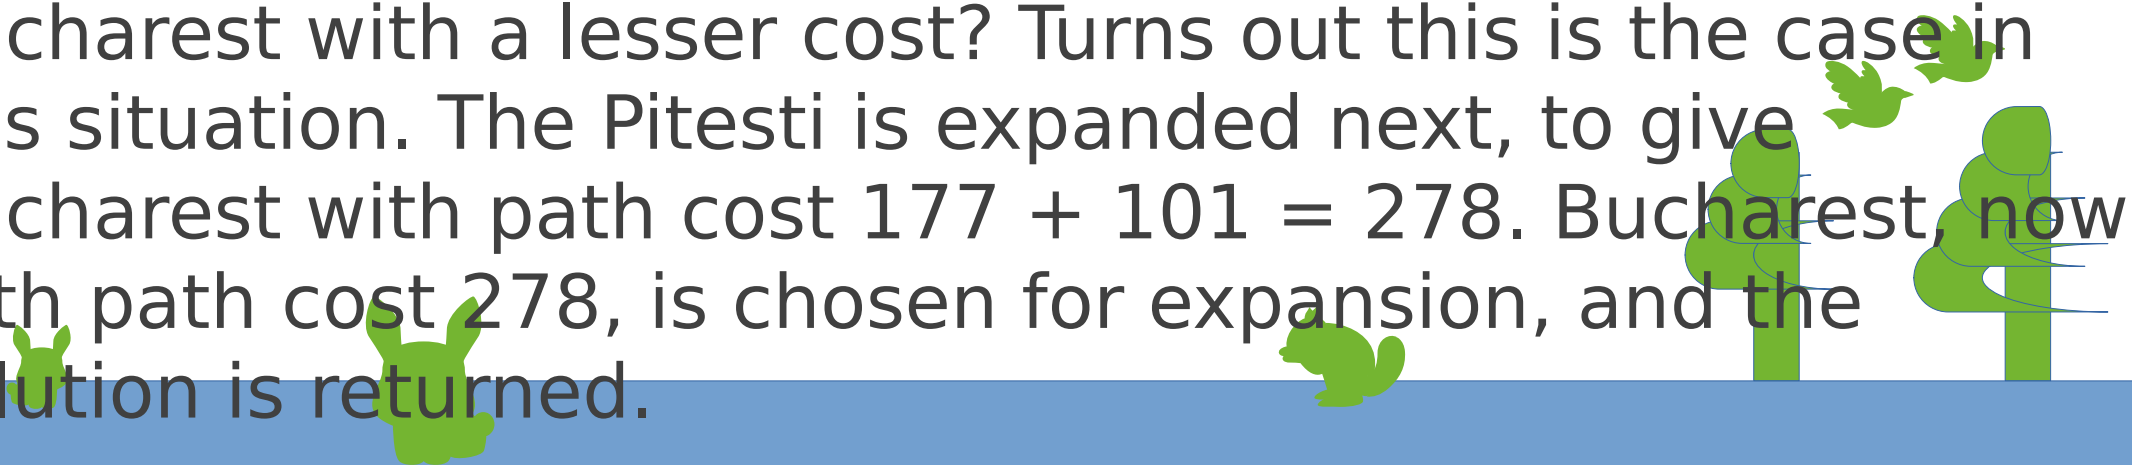 charest with a lesser cost? Turns out this is the case in
s situation. The Pitesti is expanded next, to give
charest with path cost 177 + 101 = 278. Bucharest, now
th path cost 278, is chosen for expansion, and the
lution is returned.